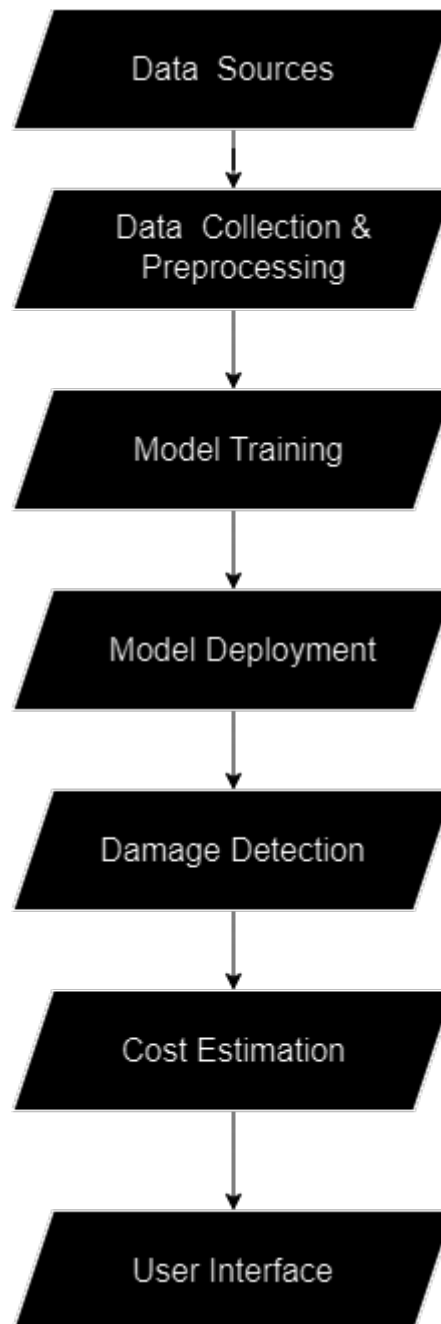 Data Sources
Data Collection &
Preprocessing
Model Training
Model Deployment
Damage Detection
Cost Estimation
User Interface